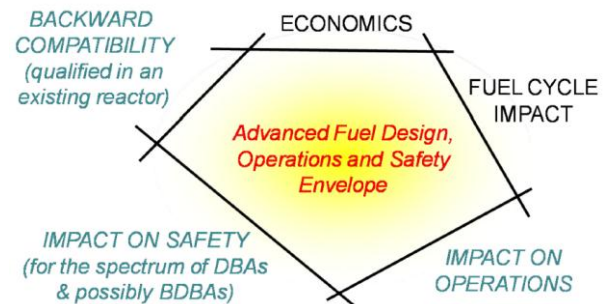 BACKWARD
COMPATIBILITY
(qualified in an
existing reactor)
ECONOMICS
FUEL CYCLE
IMPACT
Advanced Fuel Design,
Operations and Safety
Envelope
IMPACT ON SAFETY
(for the spectrum of DBAs
& possibly BDBAs)
IMPACT ON
OPERATIONS